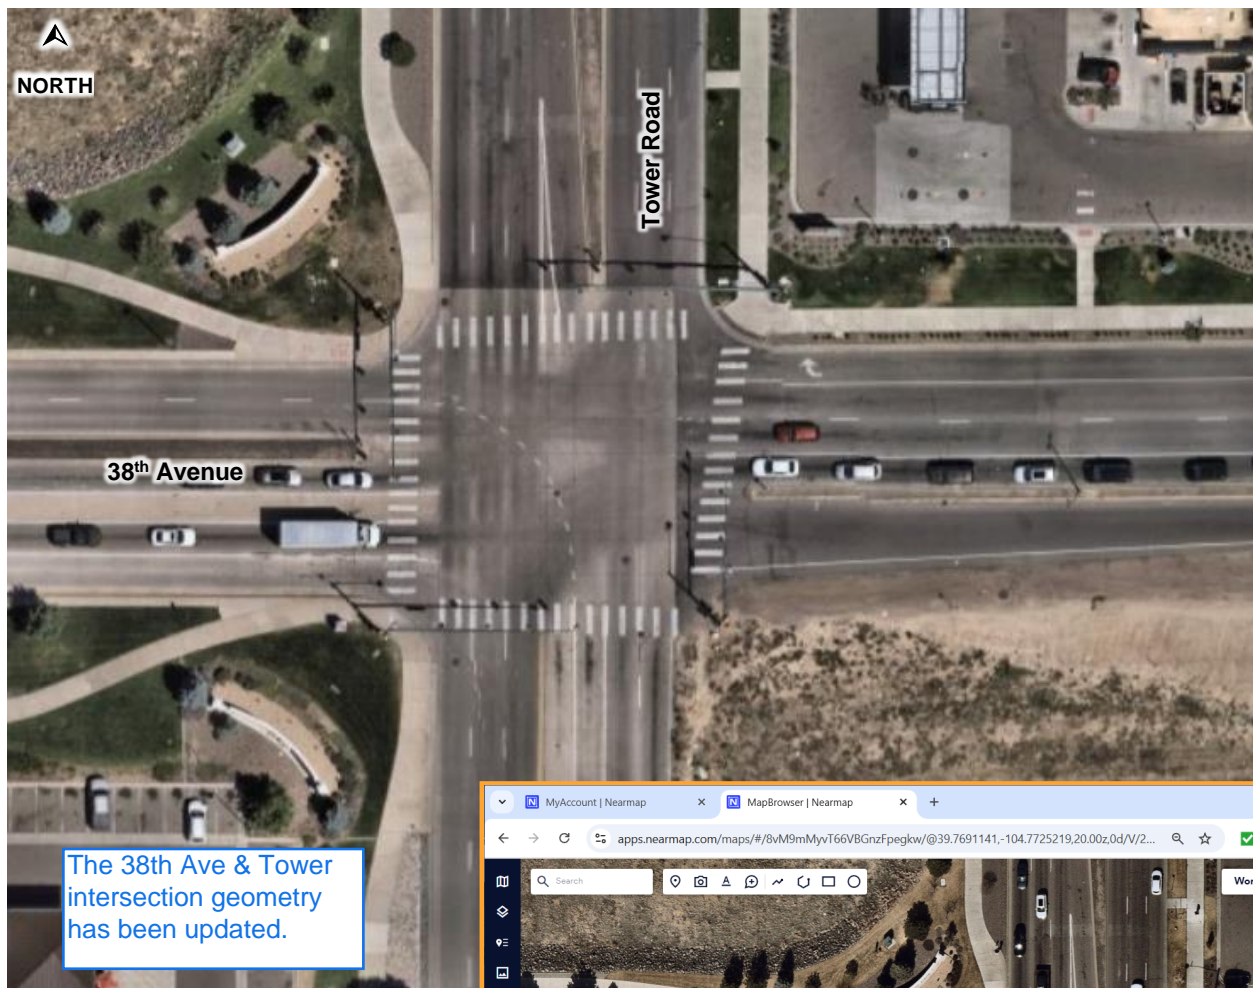 NORTH
Tower Road
38th Avenue
The 38th Ave & Tower
intersection geometry
has been updated.
MyAccount | Nearmap
MapBrowser | Nearmap
apps.nearmap.com/maps/#/8vM9mMyvT66VBGnzFpegkw/@39.7691141,-104.7725219,20.00z,0d/V/2...
Search
Wor